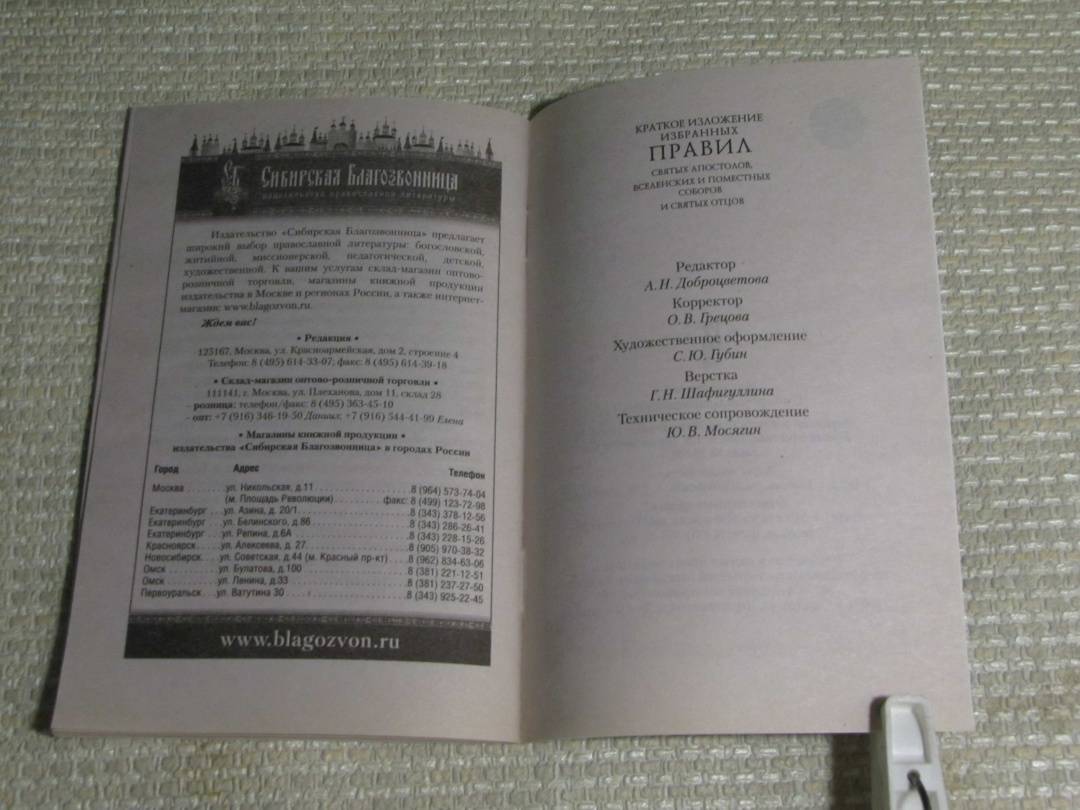 СГ
Сибирская Благозвонница
издательство православной литературы
Издательство «Сибирская Благозвонница» предлагает
широкий выбор православной литературы: богословской,
житийной, миссионерской, педагогической, детской,
художественной. К вашим услугам склад-магазин оптово-
розничной торговли, магазины книжной продукции
издательства в Москве и регионах России, а также интернет-
магазин: www.blagozvon.ru.
Ждем вас!
• Редакция •
125167, Москва, ул. Красноармейская, дом 2, строение 4
Телефон: 8 (495) 614-33-07; факс: 8 (495) 614-39-18
• Склад-магазин оптово-розничной торговли •
111141, г. Москва, ул. Плеханова, дом 11, склад 28
- розница: телефон/факс: 8 (495) 363-45-10
- опт: +7 (916) 346-19-50 Даниил; +7 (916) 544-41-99 Елена
• Магазины книжной продукции •
издательства «Сибирская Благозвонница» в городах России
Город Адрес Телефон
Москва ........ ул. Никольская, д.11 ........ 8 (964) 573-74-04
(м. Площадь Революции) ........ факс: 8 (499) 123-72-98
Екатеринбург ... ул. Азина, д. 20/1 ........ 8 (343) 378-12-56
Екатеринбург ... ул. Белинского, д.86 ........ 8 (343) 286-26-41
Екатеринбург ... ул. Репина, д.6А ........ 8 (343) 228-15-26
Красноярск .... ул. Алексеева, д. 27 ........ 8 (905) 970-38-32
Новосибирск ... ул. Советская, д.44 (м. Красный пр-кт) .... 8 (962) 834-63-06
Омск ........ ул. Булатова, д.100 ........ 8 (381) 221-12-51
Омск ........ ул. Ленина, д.33 ........ 8 (381) 237-27-50
Первоуральск ... ул. Ватутина 30 ........ 8 (343) 925-22-45
www.blagozvon.ru
КРАТКОЕ ИЗЛОЖЕНИЕ
ИЗБРАННЫХ
ПРАВИЛ
СВЯТЫХ АПОСТОЛОВ,
ВСЕЛЕНСКИХ И ПОМЕСТНЫХ
СОБОРОВ
И СВЯТЫХ ОТЦОВ
Редактор
А. Н. Доброцветова
Корректор
О. В. Грецова
Художественное оформление
С. Ю. Губин
Верстка
Г. Н. Шафигуллина
Техническое сопровождение
Ю. В. Мосягин